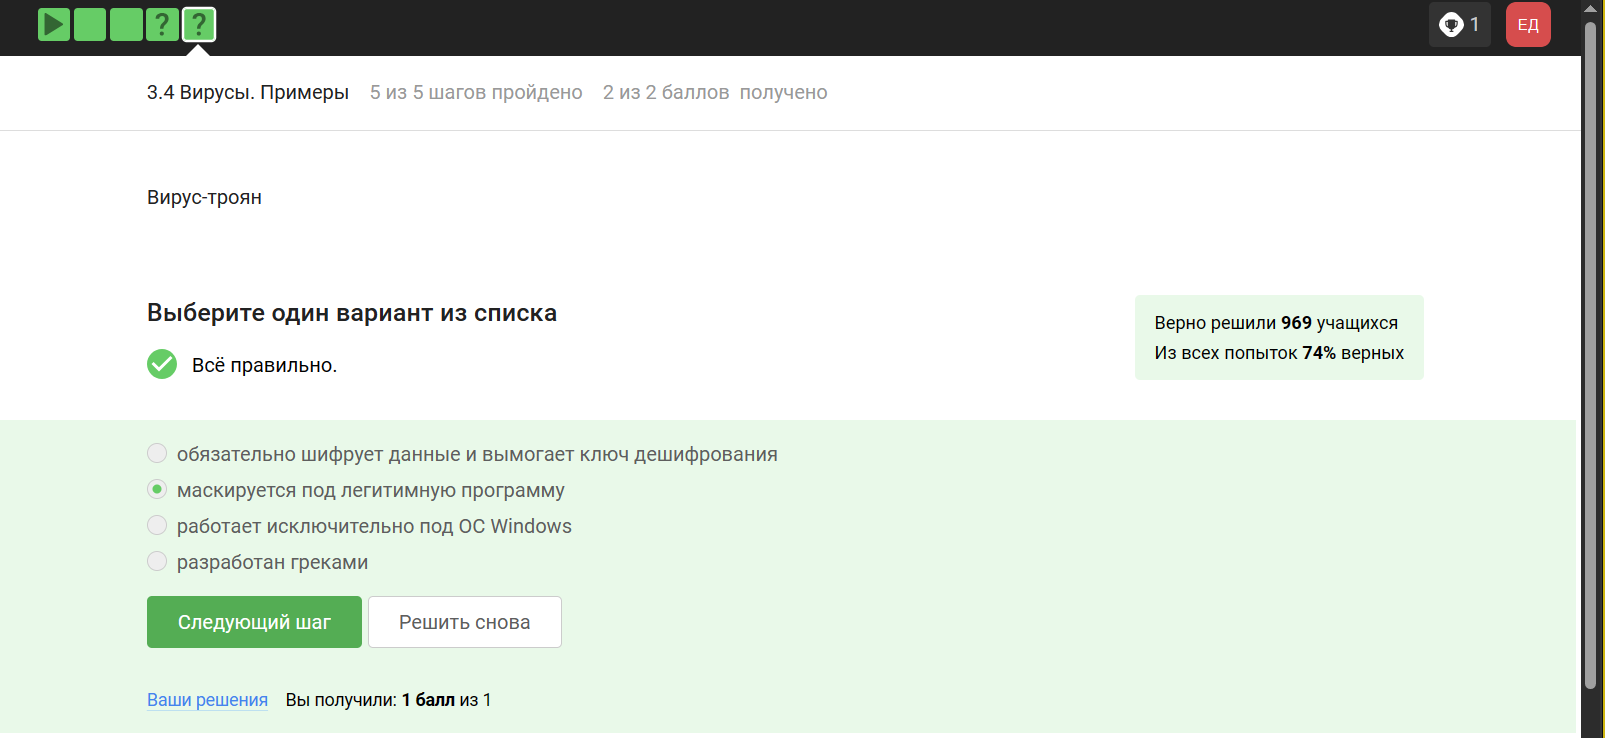 ? ?
1
ЕД
3.4 Вирусы. Примеры 5 из 5 шагов пройдено 2 из 2 баллов получено
Вирус-троян
Выберите один вариант из списка
Верно решили 969 учащихся
Из всех попыток 74% верных
Всё правильно.
обязательно шифрует данные и вымогает ключ дешифрования
маскируется под легитимную программу
работает исключительно под ОС Windows
разработан греками
Следующий шаг
Решить снова
Ваши решения Вы получили: 1 балл из 1